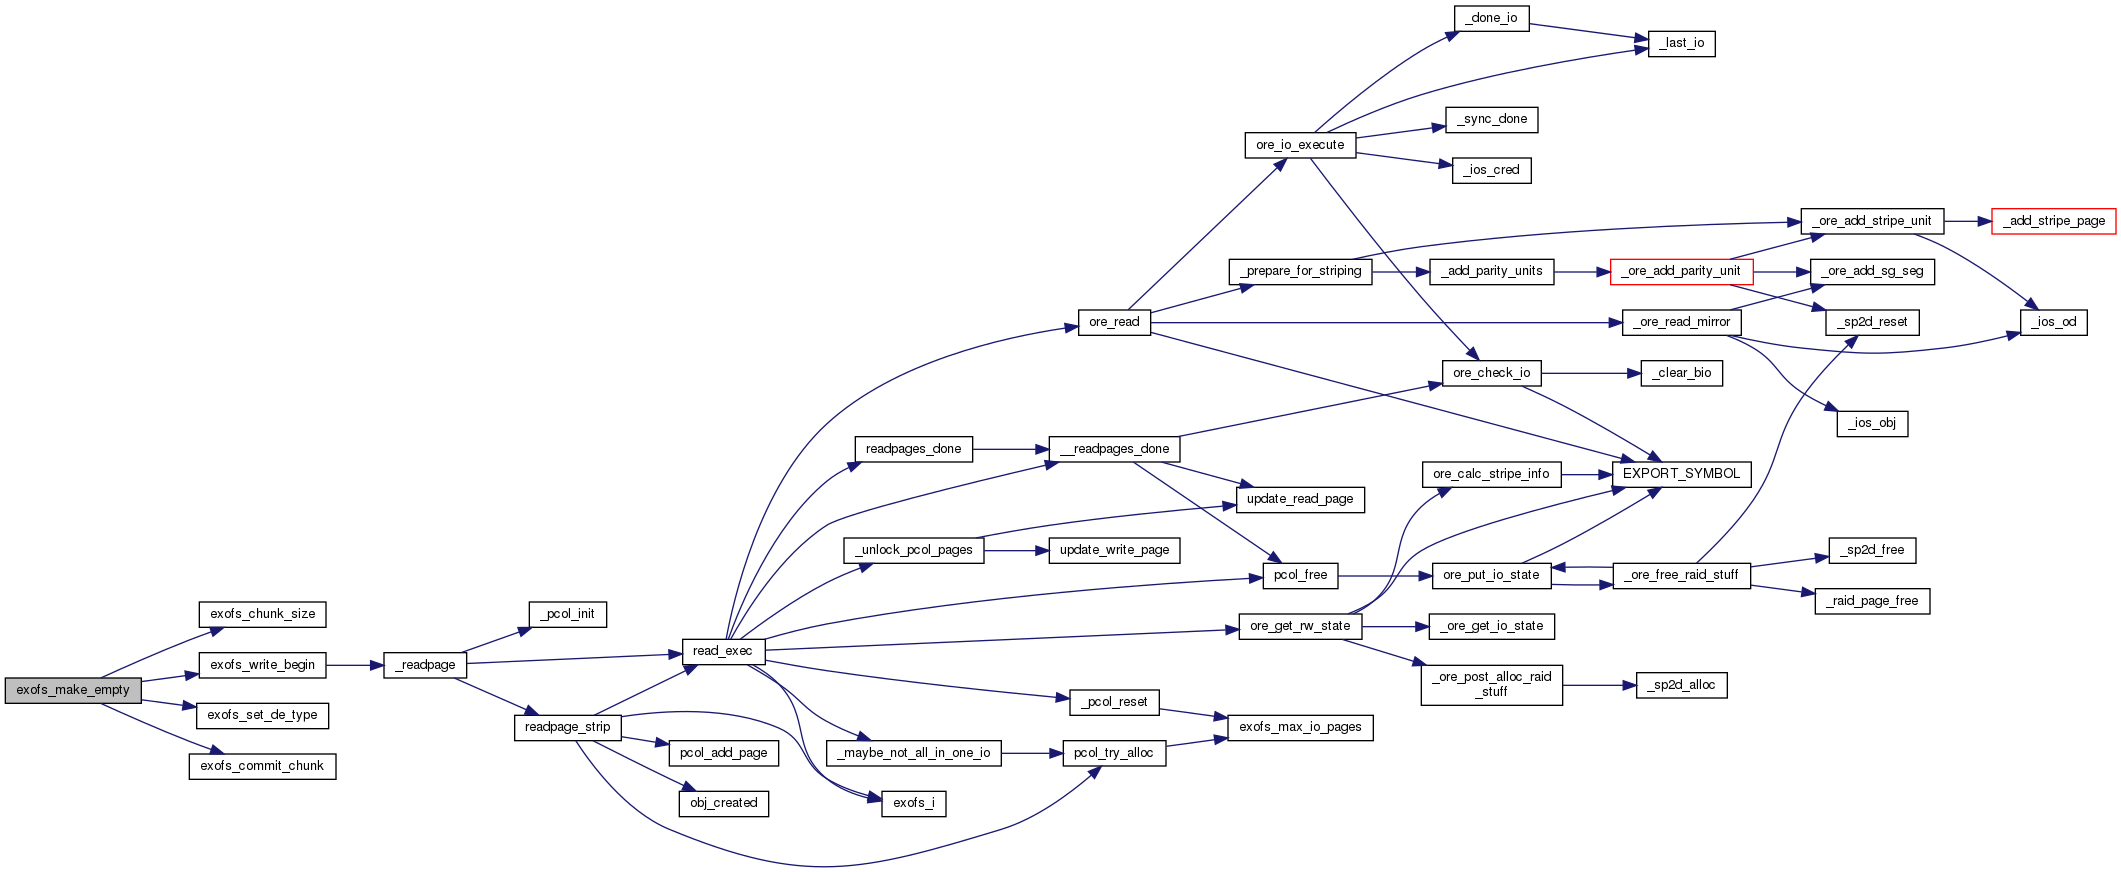 _done_io
_last_io
_sync_done
ore_io_execute
_ios_cred
_ore_add_stripe_unit
_add_stripe_page
_prepare_for_striping
_add_parity_units
_ore_add_parity_unit
_ore_add_sg_seg
ore_read
_ore_read_mirror
_sp2d_reset
_ios_od
ore_check_io
_clear_bio
_ios_obj
readpages_done
__readpages_done
ore_calc_stripe_info
EXPORT_SYMBOL
update_read_page
_unlock_pcol_pages
update_write_page
_sp2d_free
pcol_free
ore_put_io_state
_ore_free_raid_stuff
_raid_page_free
exofs_chunk_size
_pcol_init
ore_get_rw_state
_ore_get_io_state
read_exec
exofs_write_begin
_readpage
exofs_make_empty
_ore_post_alloc_raid
_stuff
_sp2d_alloc
_pcol_reset
exofs_set_de_type
readpage_strip
exofs_max_io_pages
pcol_add_page
_maybe_not_all_in_one_io
pcol_try_alloc
exofs_commit_chunk
obj_created
exofs_i